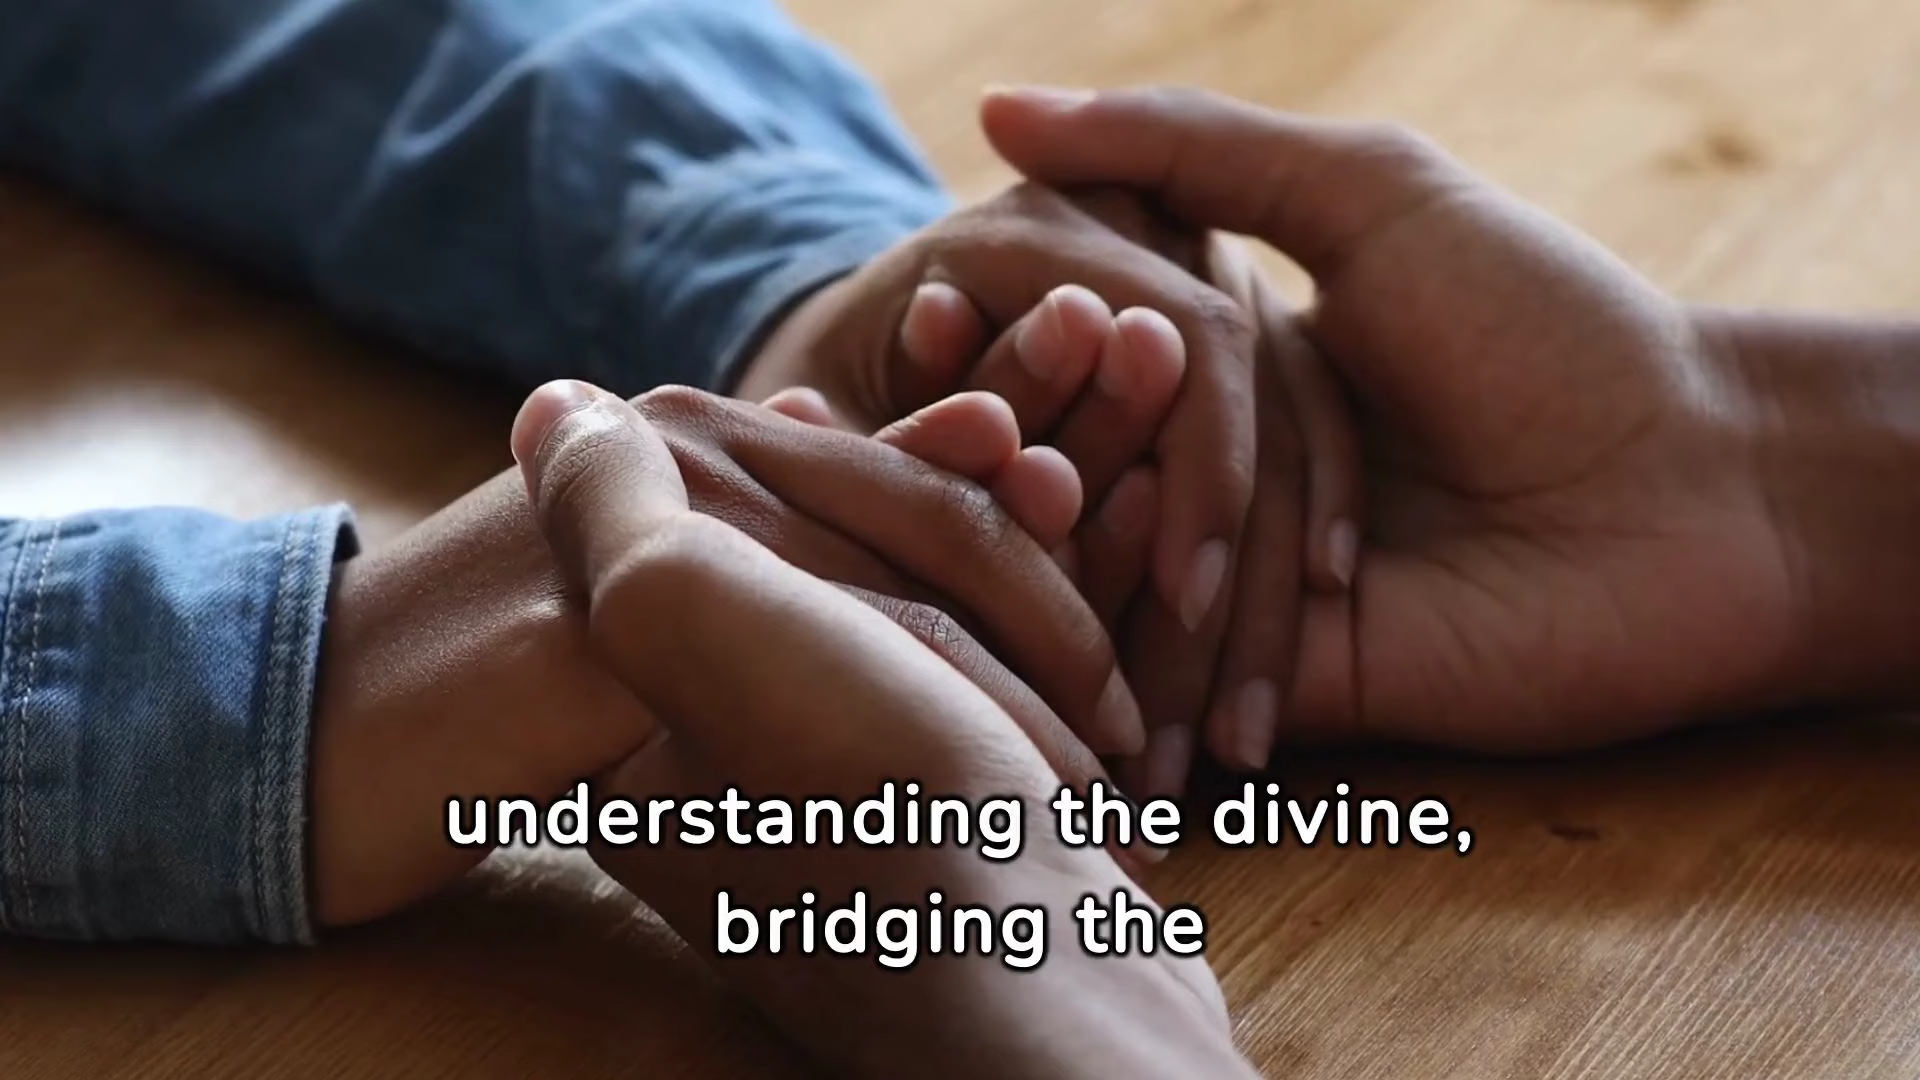 understanding the divine,
bridging the